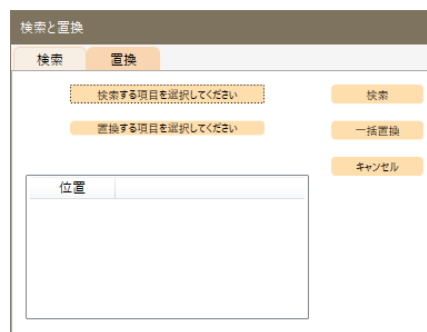 検索と置換
検索 置換
検索する項目を選択してください 検索
置換する項目を選択してください 一括置換
キャンセル
位置